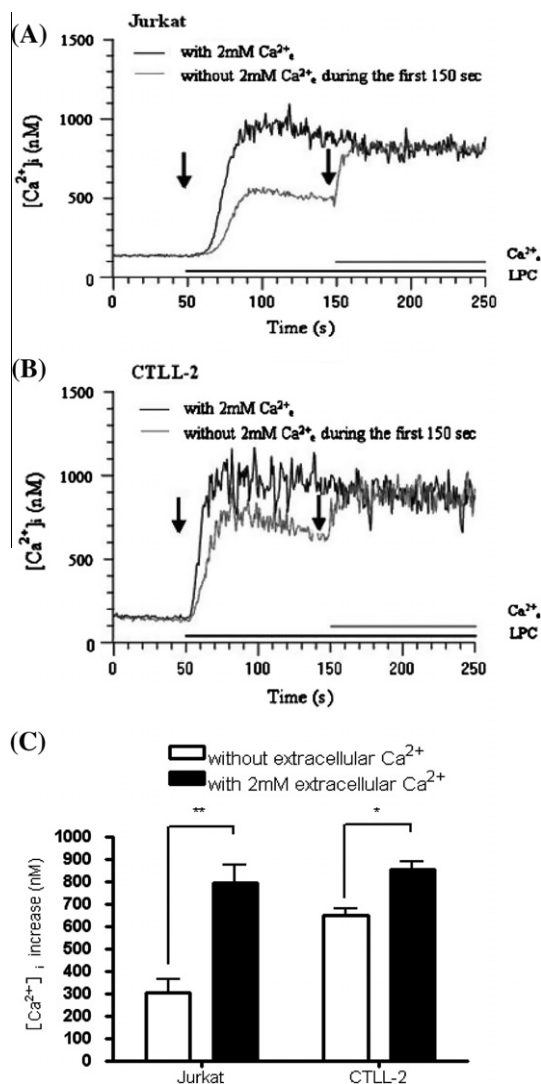 (A)
Jurkat
with 2mM Ca²⁺ₑ
without 2mM Ca²⁺ₑ during the first 150 sec
1500
1000
500
0
[Ca²⁺]ᵢ (nM)
Ca²⁺ₑ
LPC
0 50 100 150 200 250
Time (s)
(B)
CTLL-2
with 2mM Ca²⁺ₑ
without 2mM Ca²⁺ₑ during the first 150 sec
1500
1000
500
0
[Ca²⁺]ᵢ (nM)
Ca²⁺ₑ
LPC
0 50 100 150 200 250
Time (s)
(C)
without extracellular Ca²⁺
with 2mM extracellular Ca²⁺
** *
1000
900
800
700
600
500
400
300
200
100
0
[Ca²⁺]ᵢ increase (nM)
Jurkat CTLL-2